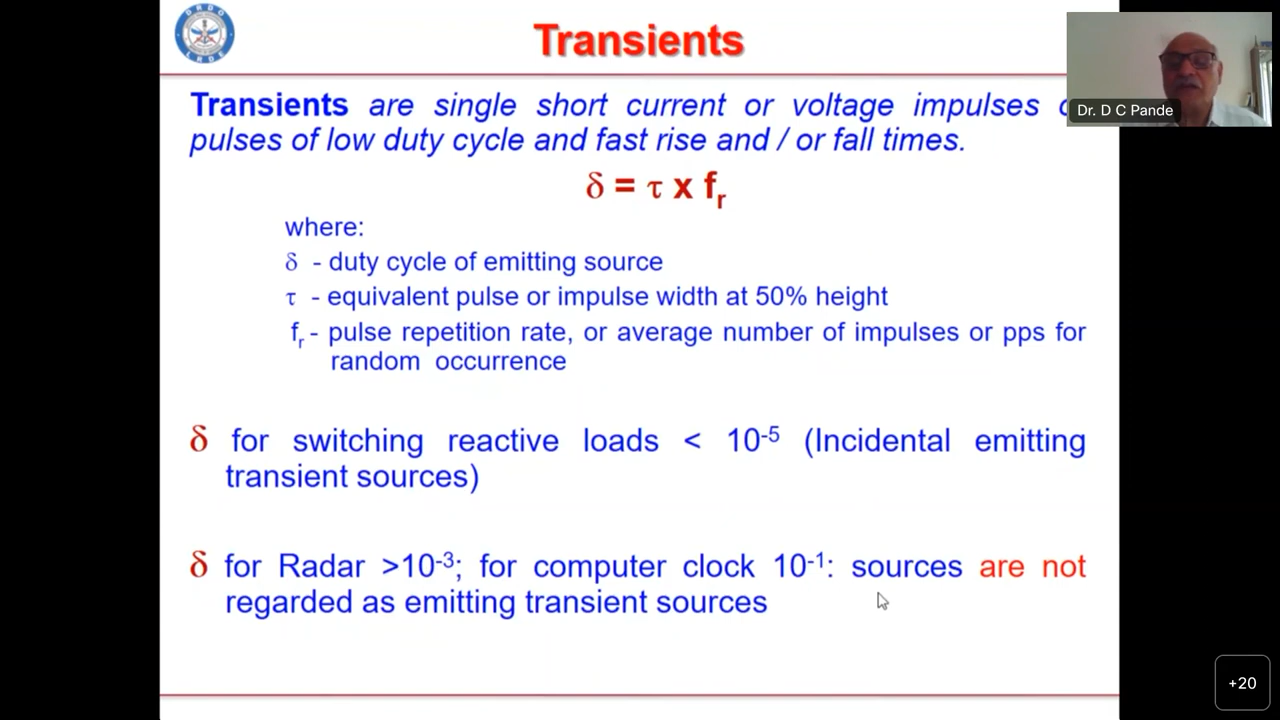 DRDO
LRDE
Transients
Dr. D C Pande
Transients are single short current or voltage impulses
pulses of low duty cycle and fast rise and / or fall times.
δ = τ x fr
where:
δ - duty cycle of emitting source
τ - equivalent pulse or impulse width at 50% height
fr - pulse repetition rate, or average number of impulses or pps for
random occurrence
δ for switching reactive loads < 10-5 (Incidental emitting
transient sources)
δ for Radar >10-3; for computer clock 10-1: sources are not
regarded as emitting transient sources
+20